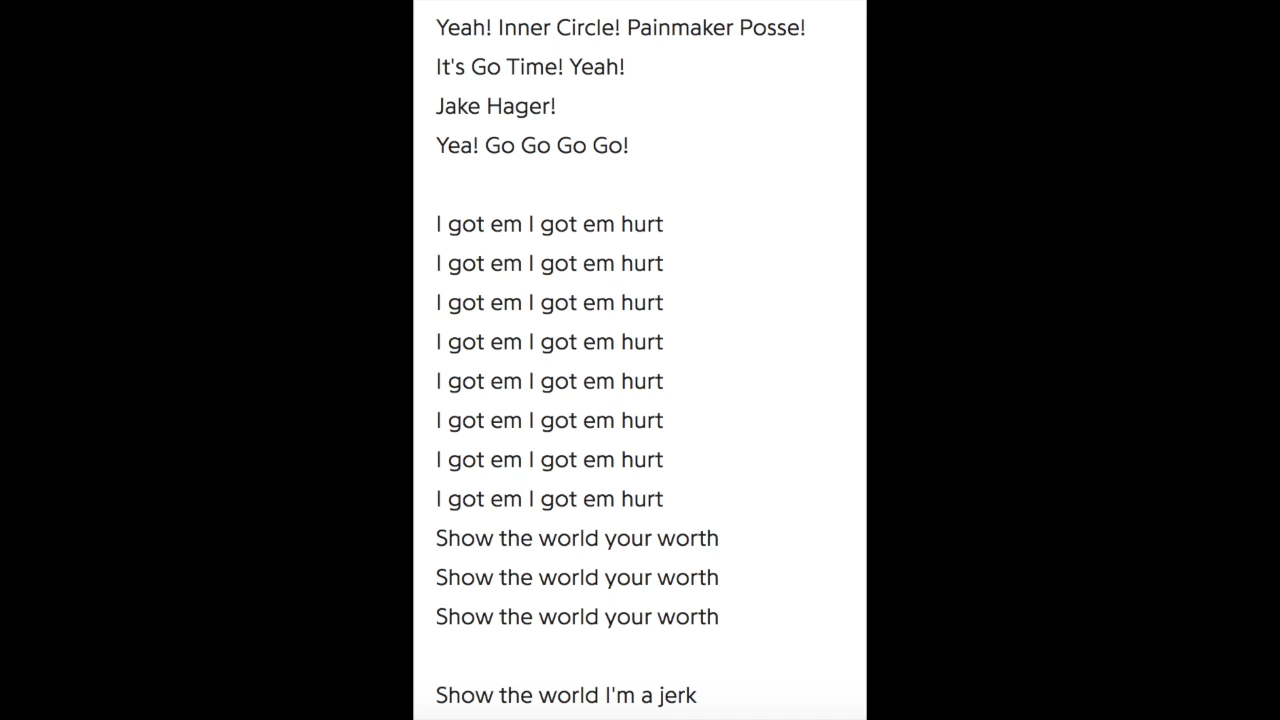 Yeah! Inner Circle! Painmaker Posse!
It's Go Time! Yeah!
Jake Hager!
Yea! Go Go Go Go!
I got em I got em hurt
I got em I got em hurt
I got em I got em hurt
I got em I got em hurt
I got em I got em hurt
I got em I got em hurt
I got em I got em hurt
I got em I got em hurt
Show the world your worth
Show the world your worth
Show the world your worth
Show the world I'm a jerk